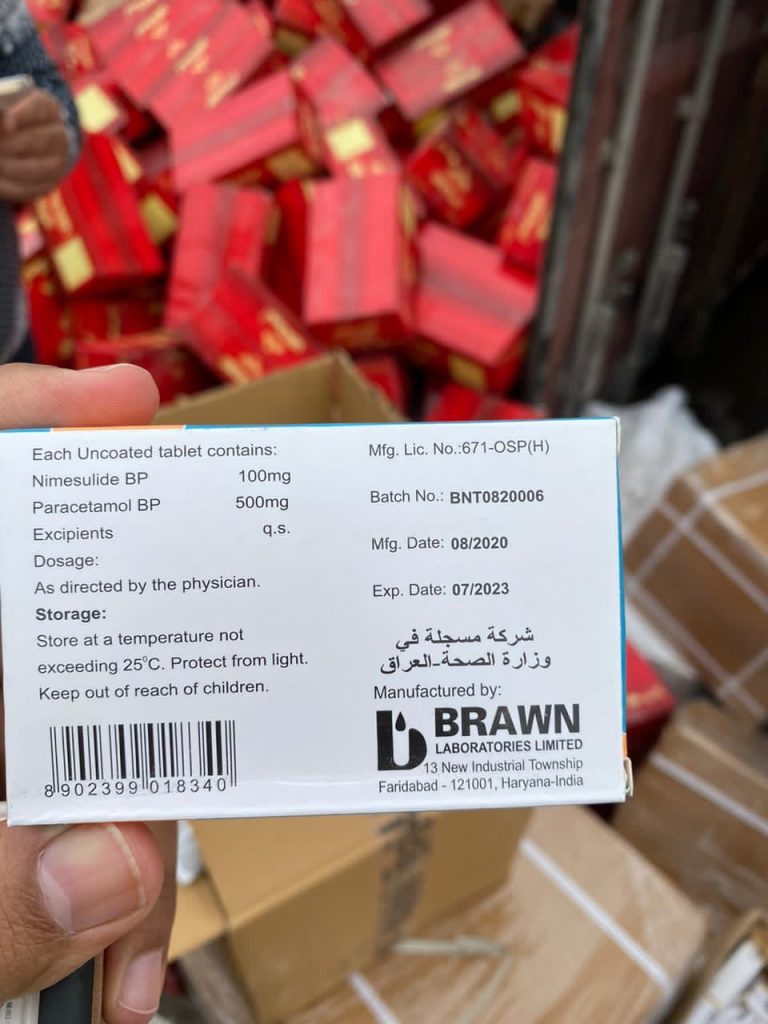 Each Uncoated tablet contains:
Nimesulide BP 100mg
Paracetamol BP 500mg
Excipients q.s.
Dosage:
As directed by the physician.
Storage:
Store at a temperature not
exceeding 25°C. Protect from light.
Keep out of reach of children.
8 902399 018340
Mfg. Lic. No.:671-OSP(H)
Batch No.: BNT0820006
Mfg. Date: 08/2020
Exp. Date: 07/2023
شركة مسجلة في
وزارة الصحة-العراق
Manufactured by:
BRAWN
LABORATORIES LIMITED
13 New Industrial Township
Faridabad - 121001, Haryana-India